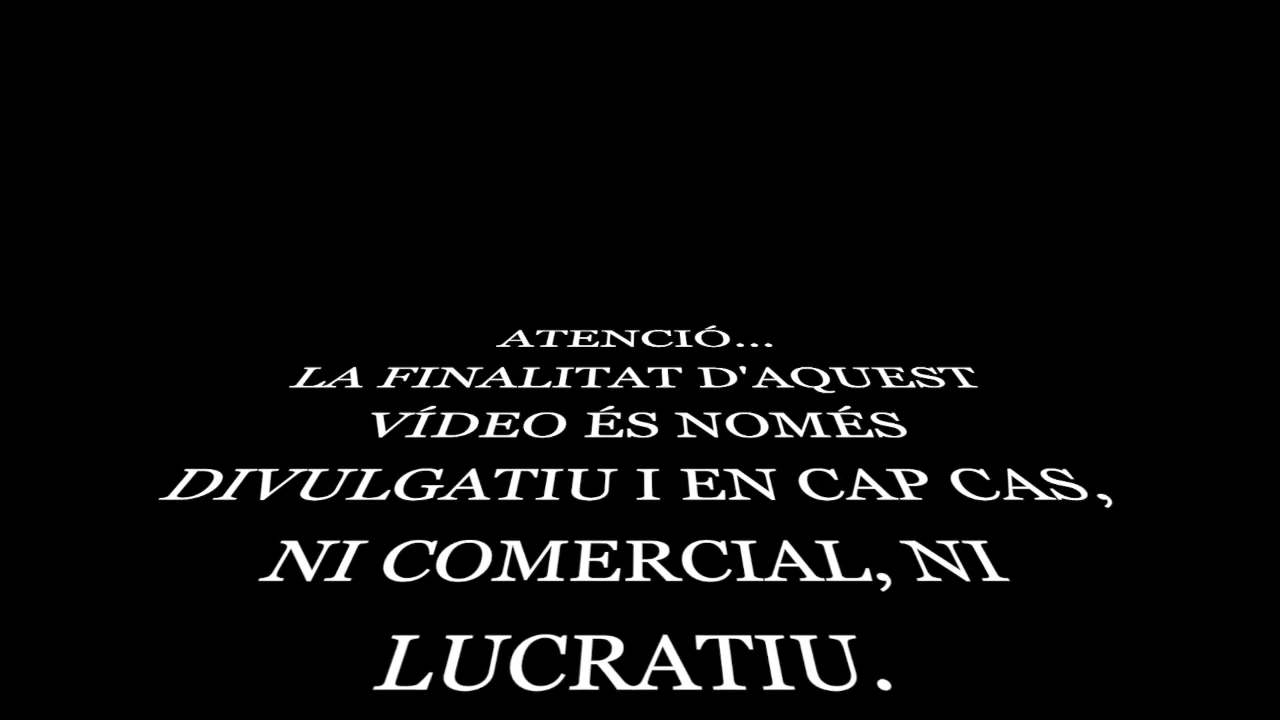 ATENCIÓ...
LA FINALITAT D'AQUEST
VÍDEO ÉS NOMÉS
DIVULGATIU I EN CAP CAS,
NI COMERCIAL, NI
LUCRATIU.